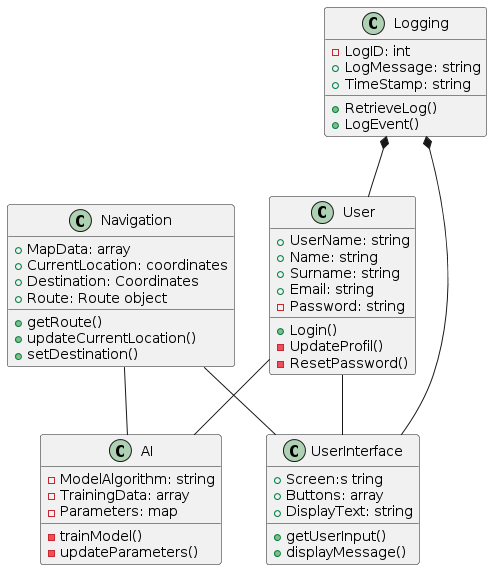 C Logging
LogID: int
LogMessage: string
TimeStamp: string
RetrieveLog()
LogEvent()
C Navigation
MapData: array
CurrentLocation: coordinates
Destination: Coordinates
Route: Route object
getRoute()
updateCurrentLocation()
setDestination()
C User
UserName: string
Name: string
Surname: string
Email: string
Password: string
Login()
UpdateProfil()
ResetPassword()
C AI
ModelAlgorithm: string
TrainingData: array
Parameters: map
trainModel()
updateParameters()
C UserInterface
Screen:s tring
Buttons: array
DisplayText: string
getUserInput()
displayMessage()